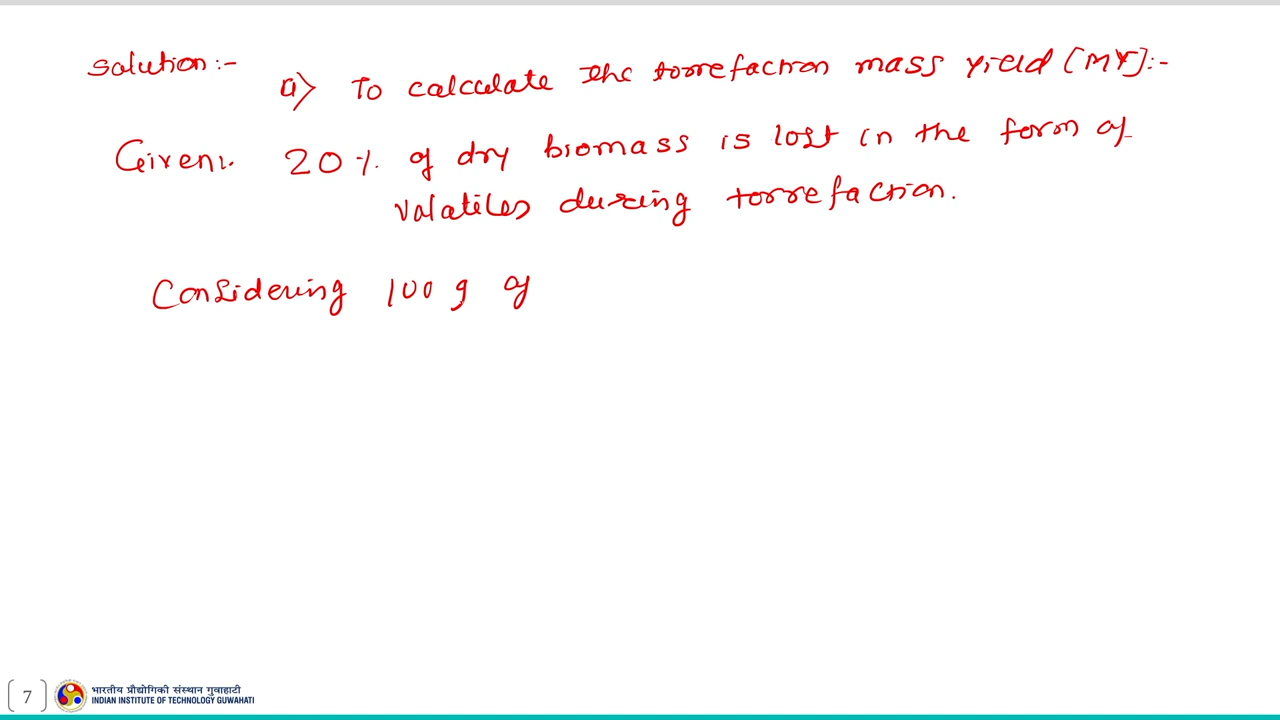 Solution :-
a) To calculate the torrefaction mass yield [MY]:-
Given:. 20 % of dry biomass is lost in the form of
volatiles during torrefaction.
Considering 100 g of
7
भारतीय प्रौद्योगिकी संस्थान गुवाहाटी
INDIAN INSTITUTE OF TECHNOLOGY GUWAHATI